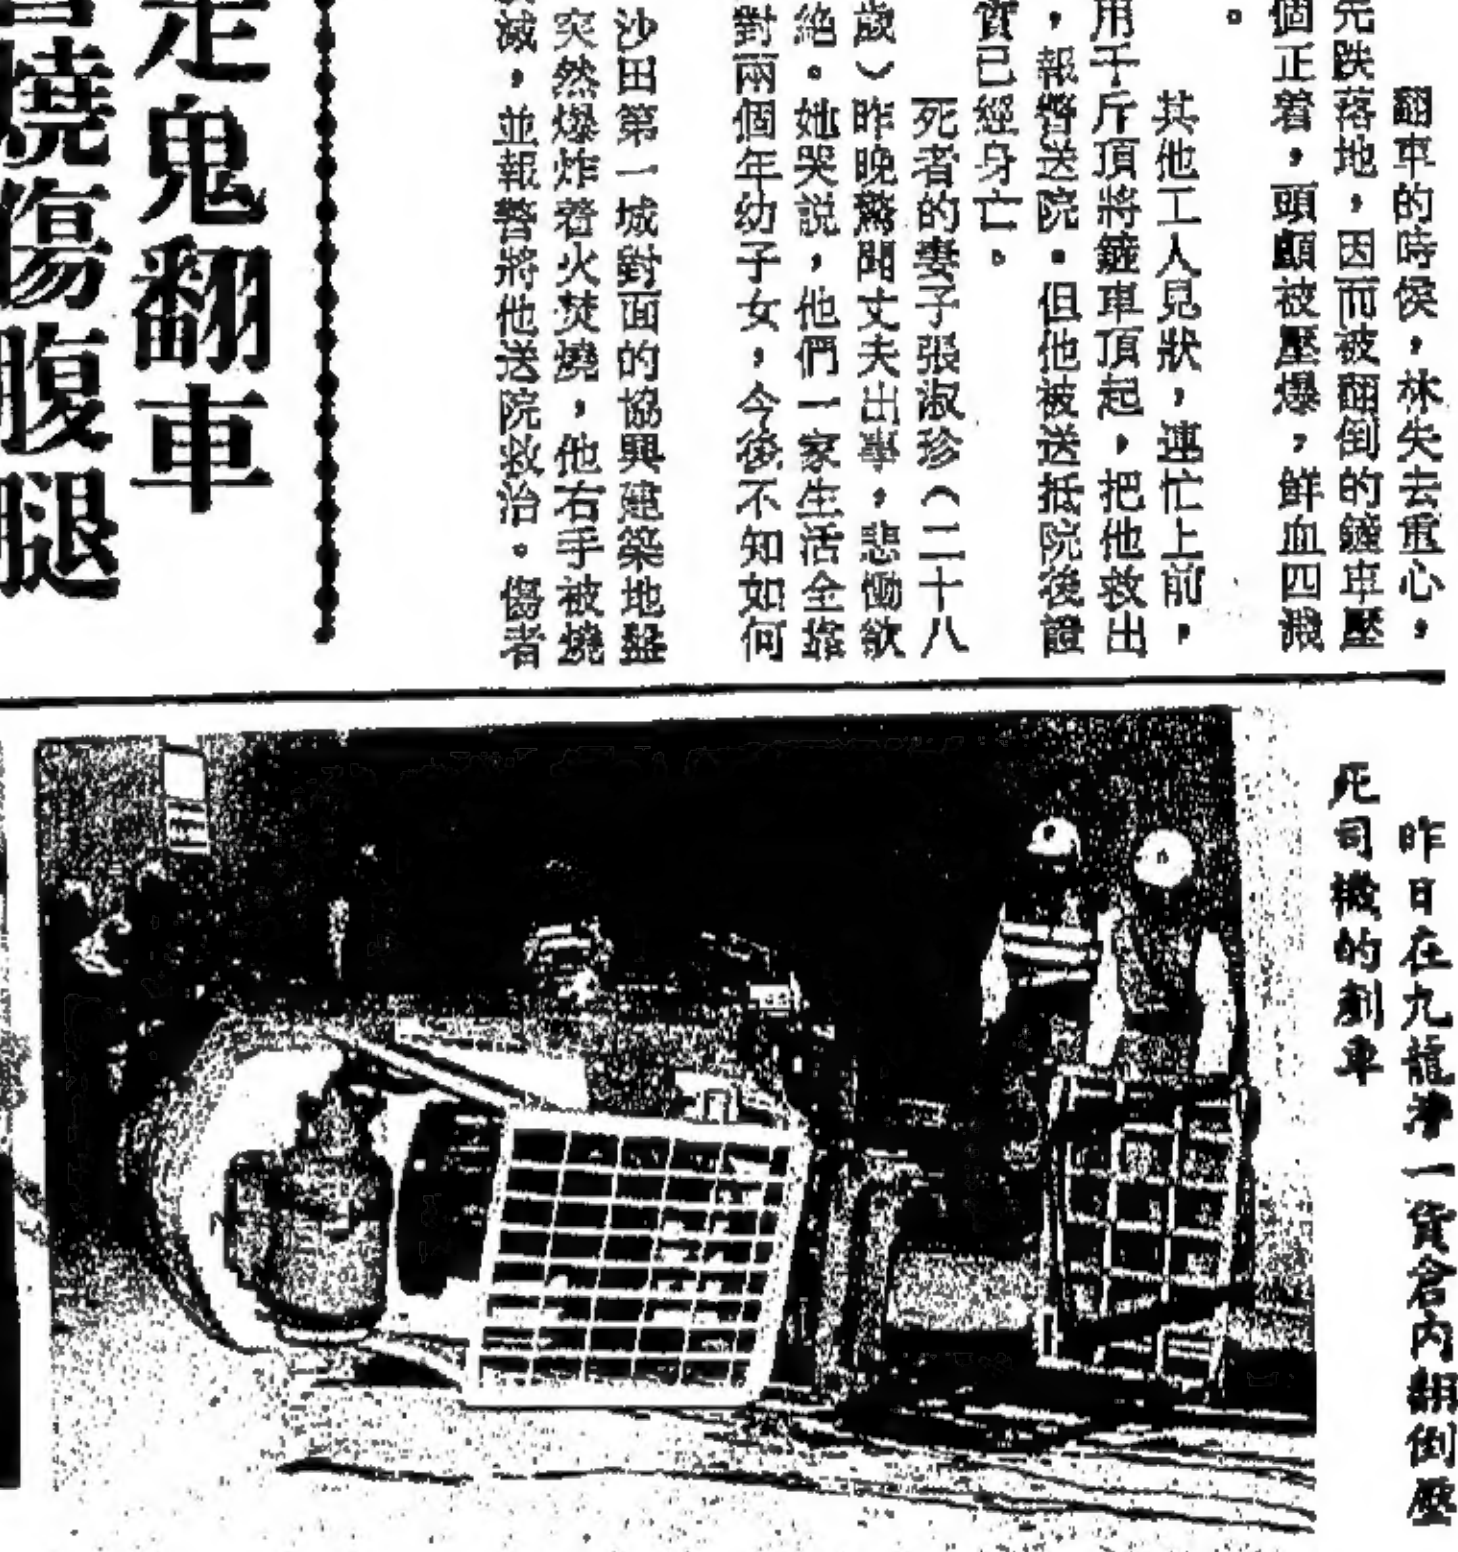 翻車的時侯，林失去重心，
先跌落地，因而被翻倒的鏟車壓
個正着，頭顱被壓爆，鮮血四濺
。
其他工人見狀，連忙上前，
用千斤頂將鏟車頂起，把他救出
，報警送院。但他被送抵院後證
實已經身亡。
死者的妻子張淑珍（二十八
歲）昨晚驚聞丈夫出事，悲慟欲
絕。她哭説，他們一家生活全靠
對兩個年幼子女，今後不知如何
沙田第一城對面的協興建築地盤
突然爆炸着火焚燒，他右手被燒
滅，並報警將他送院救治。傷者
走鬼翻車
燒傷腹腿
昨日在九龍灣一貨倉內翻倒壓
死司機的剷車